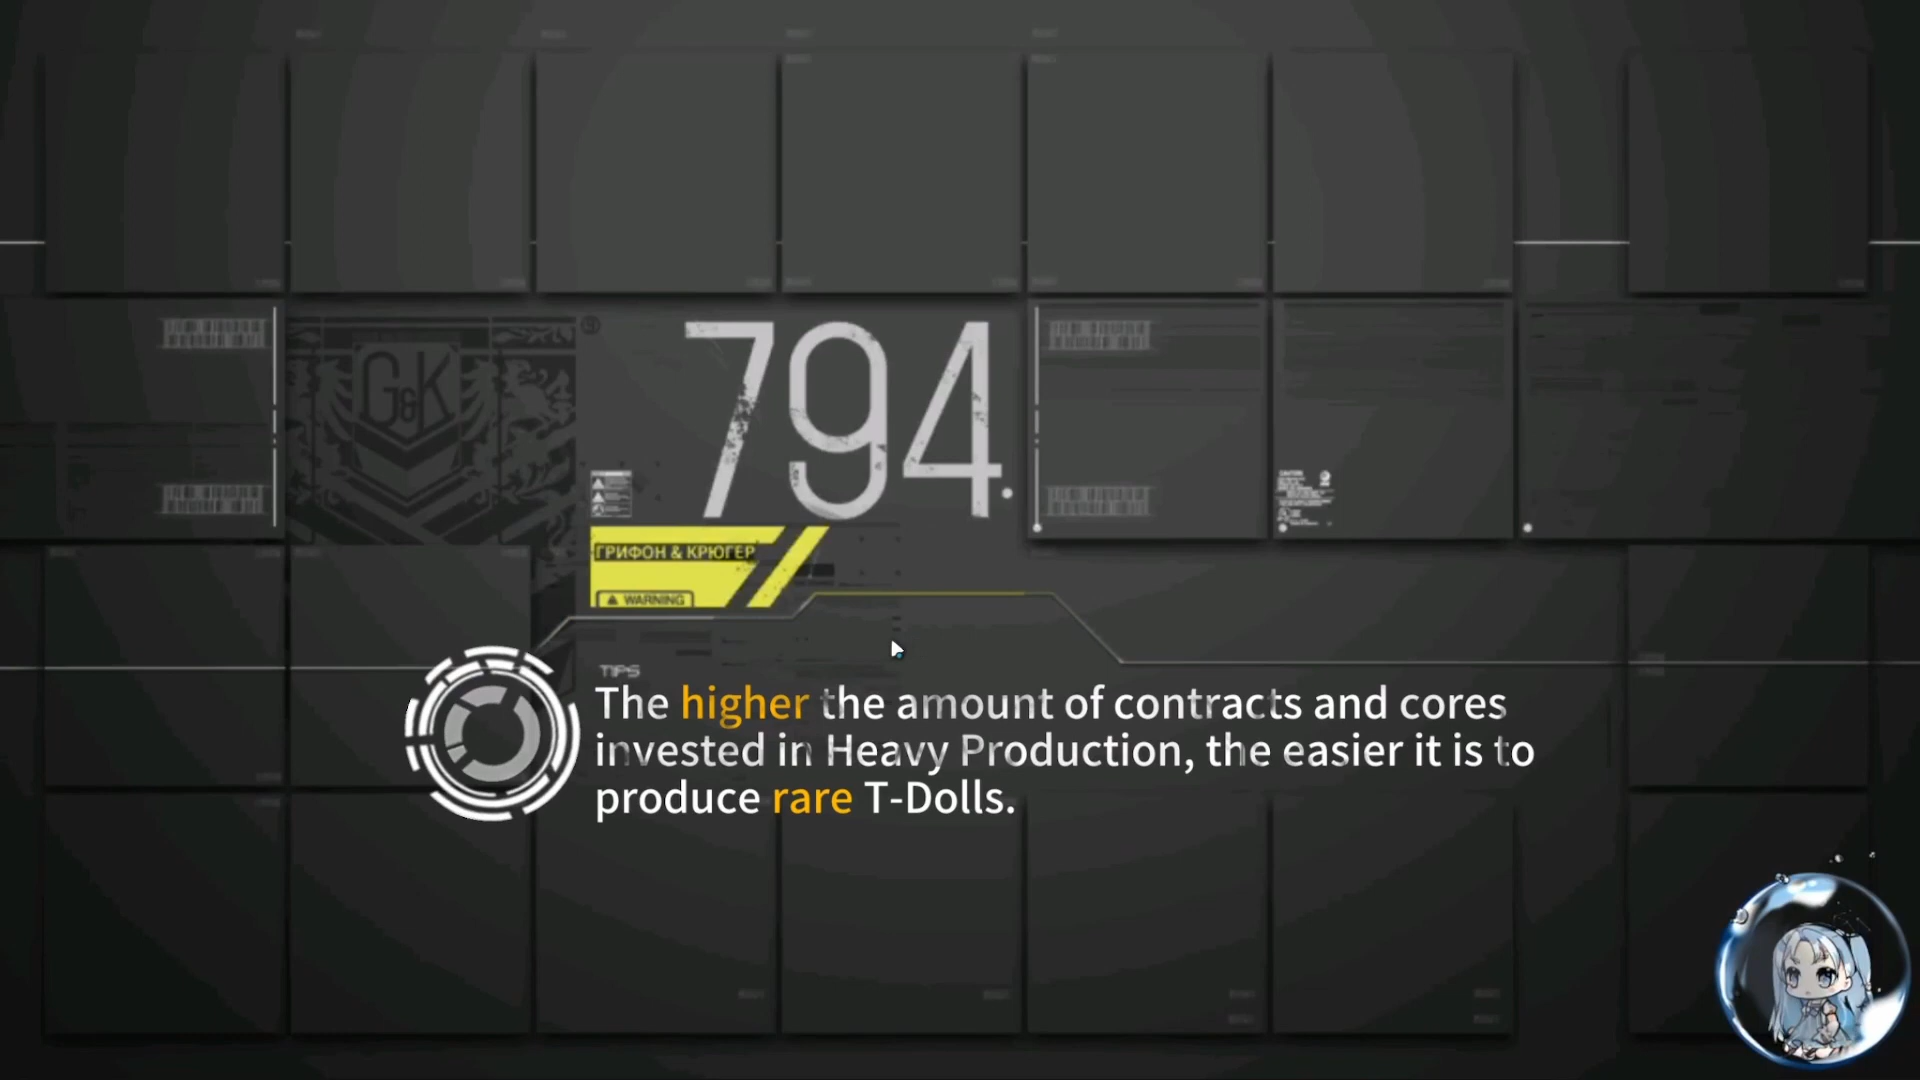 G&K
794.
ГРИФОН & КРЮГЕР
WARNING
TIPS
The higher the amount of contracts and cores
invested in Heavy Production, the easier it is to
produce rare T-Dolls.